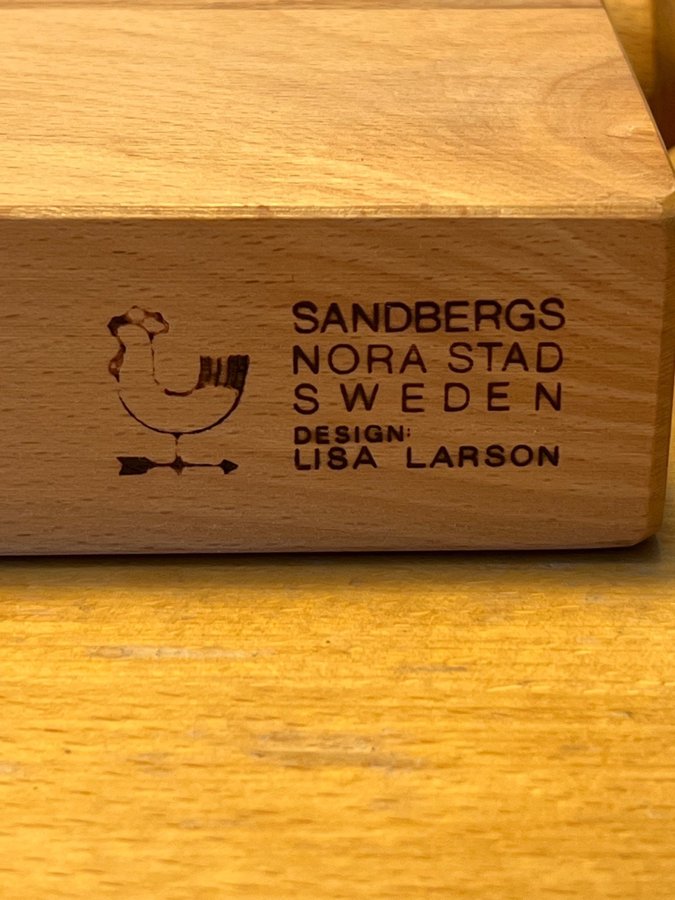 SANDBERGS
NORA STAD
SWEDEN
DESIGN:
LISA LARSON